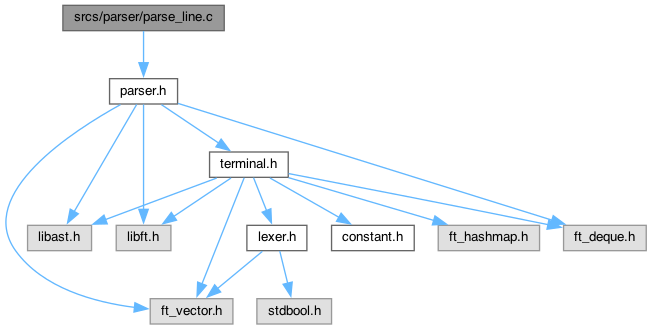 srcs/parser/parse_line.c
parser.h
terminal.h
libast.h
libft.h
lexer.h
constant.h
ft_hashmap.h
ft_deque.h
ft_vector.h
stdbool.h